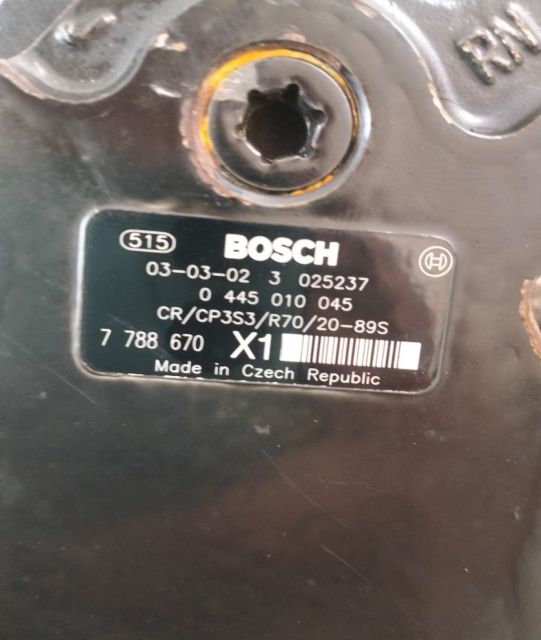 RN
515 BOSCH H
03-03-02 3 025237
0 445 010 045
CR/CP3S3/R70/20-89S
7 788 670 X1
Made in Czech Republic